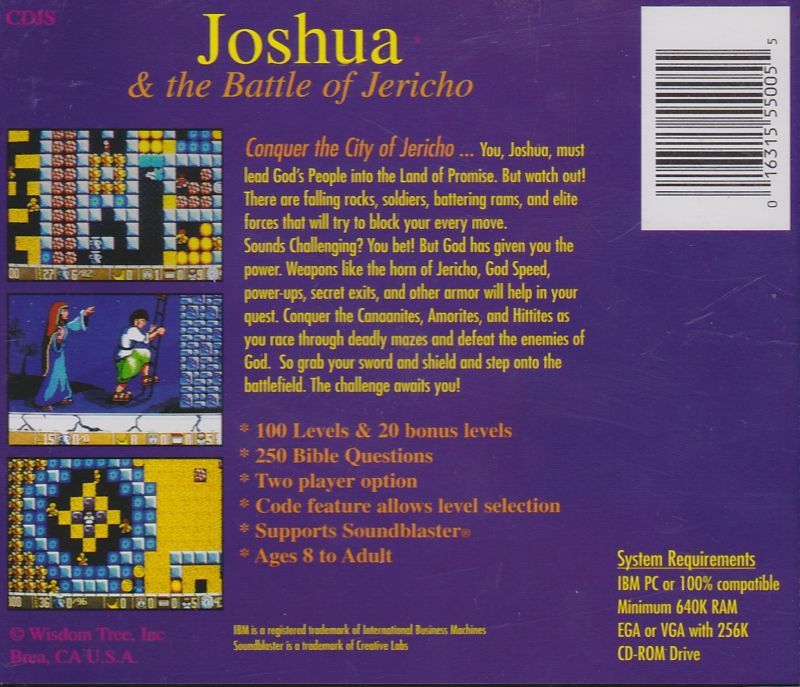 CDJS
Joshua
& the Battle of Jericho
5
0 16315 55005
Conquer the City of Jericho ... You, Joshua, must
lead God's People into the Land of Promise. But watch out!
There are falling rocks, soldiers, battering rams, and elite
forces that will try to block your every move.
Sounds Challenging? You bet! But God has given you the
power. Weapons like the horn of Jericho, God Speed,
power-ups, secret exits, and other armor will help in your
quest. Conquer the Canaanites, Amorites, and Hittites as
you race through deadly mazes and defeat the enemies of
God. So grab your sword and shield and step onto the
battlefield. The challenge awaits you!
* 100 Levels & 20 bonus levels
* 250 Bible Questions
* Two player option
* Code feature allows level selection
* Supports Soundblaster®
* Ages 8 to Adult
System Requirements
IBM PC or 100% compatible
Minimum 640K RAM
EGA or VGA with 256K
CD-ROM Drive
© Wisdom Tree, Inc
Brea, CA U.S.A.
IBM is a registered trademark of International Business Machines
Soundblaster is a trademark of Creative Labs